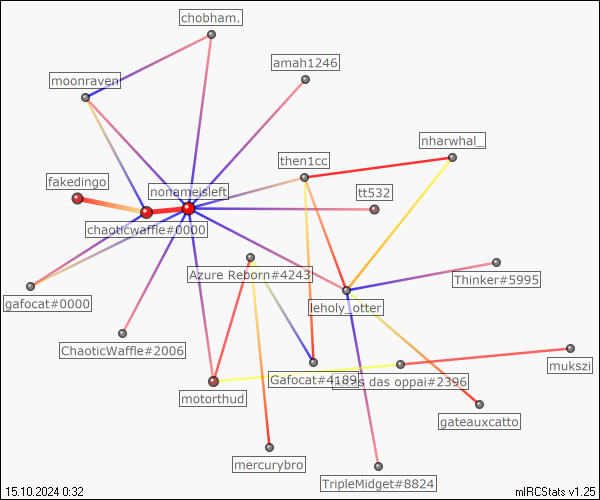 chobham.
amah1246
moonraven
nharwhal_
then1cc
fakedingo
nonameisleft
tt532
chaoticwaffle#0000
Azure Reborn#4243
Thinker#5995
gafocat#0000
leholy_otter
ChaoticWaffle#2006
mukszi
Gafocat#4189
das oppai#2396
motorthud
gateauxcatto
mercurybro
TripleMidget#8824
15.10.2024 0:32
mIRCStats v1.25